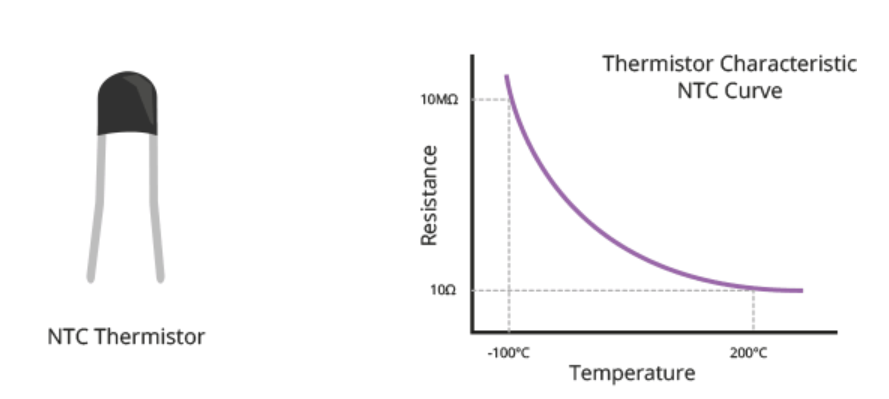 Thermistor Characteristic
NTC Curve
10MΩ
Resistance
10Ω
-100°C
200°C
Temperature
NTC Thermistor